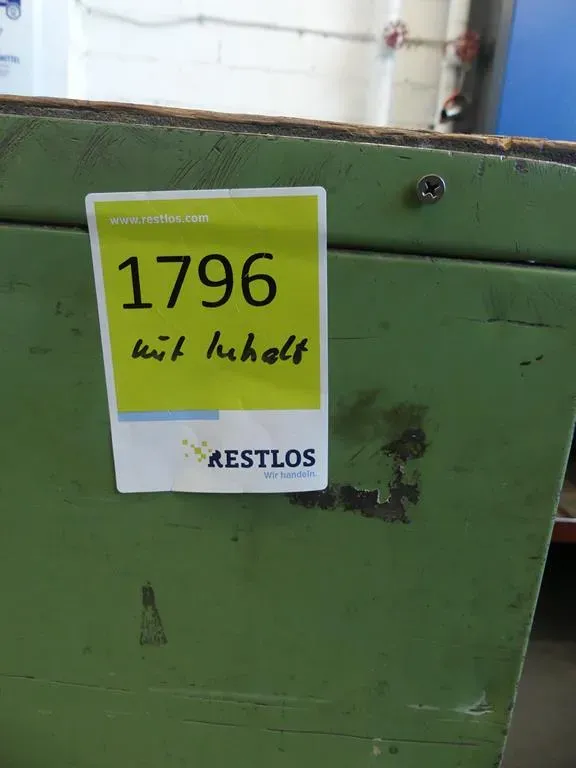 www.restlos.com
1796
mit Inhalt
RESTLOS
Wir handeln.